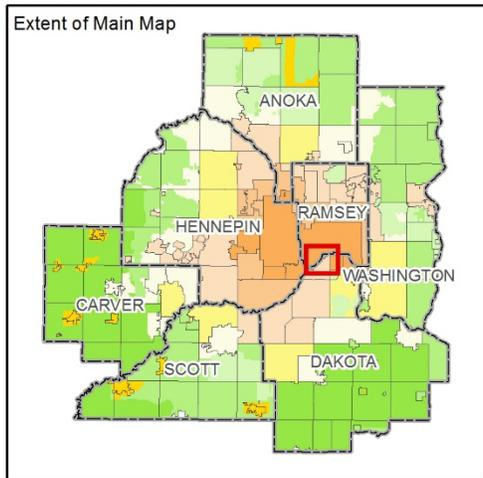 Extent of Main Map
ANOKA
HENNEPIN
RAMSEY
WASHINGTON
CARVER
SCOTT
DAKOTA